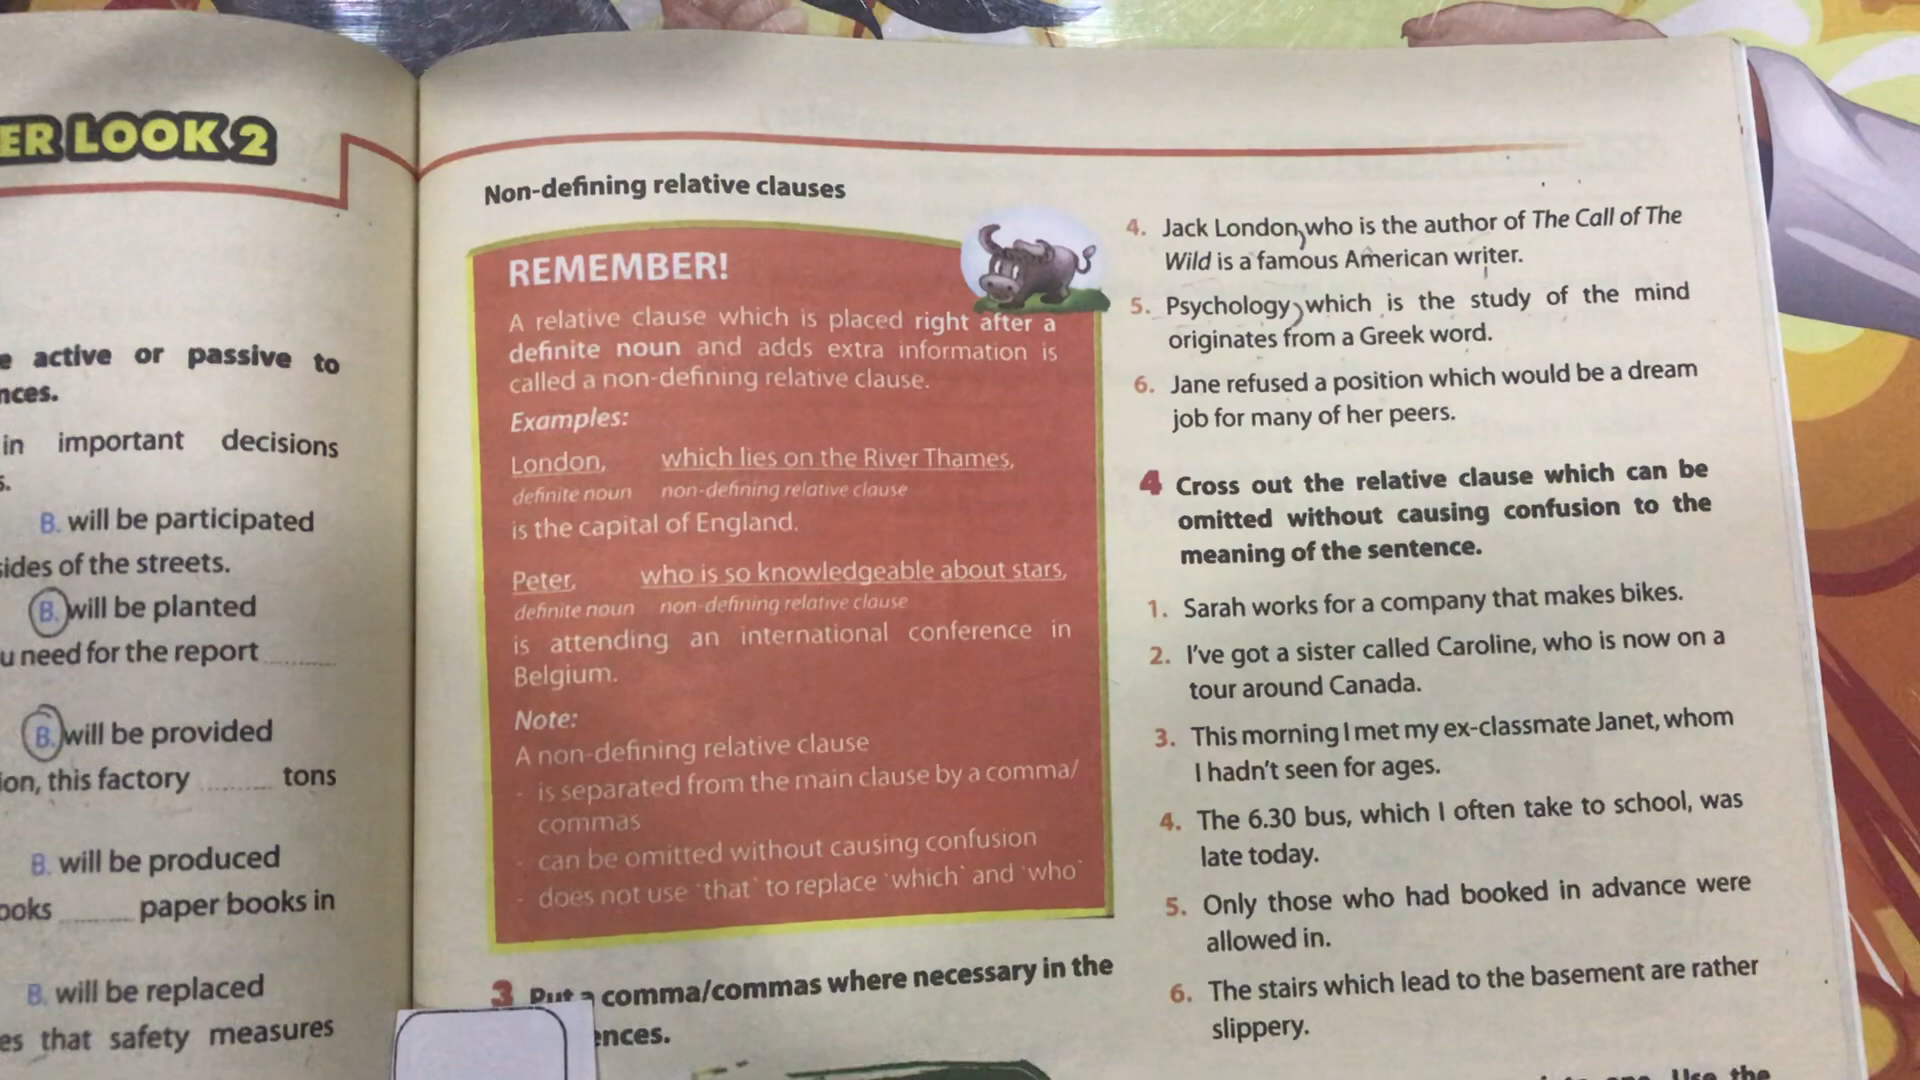 ER LOOK 2
e active or passive to
nces.
in important decisions
s.
B. will be participated
sides of the streets.
B. will be planted
u need for the report ..........
B. will be provided
ion, this factory .......... tons
B. will be produced
ooks .......... paper books in
B. will be replaced
es that safety measures
Non-defining relative clauses
REMEMBER!
A relative clause which is placed right after a
definite noun and adds extra information is
called a non-defining relative clause.
Examples:
London, which lies on the River Thames,
definite noun non-defining relative clause
is the capital of England.
Peter, who is so knowledgeable about stars,
definite noun non-defining relative clause
is attending an international conference in
Belgium.
Note:
A non-defining relative clause
- is separated from the main clause by a comma/
commas
- can be omitted without causing confusion
- does not use 'that' to replace 'which' and 'who'
3 Put a comma/commas where necessary in the
ences.
4. Jack London, who is the author of The Call of The
Wild is a famous American writer.
5. Psychology, which is the study of the mind
originates from a Greek word.
6. Jane refused a position which would be a dream
job for many of her peers.
4 Cross out the relative clause which can be
omitted without causing confusion to the
meaning of the sentence.
1. Sarah works for a company that makes bikes.
2. I've got a sister called Caroline, who is now on a
tour around Canada.
3. This morning I met my ex-classmate Janet, whom
I hadn't seen for ages.
4. The 6.30 bus, which I often take to school, was
late today.
5. Only those who had booked in advance were
allowed in.
6. The stairs which lead to the basement are rather
slippery.
one. Use the